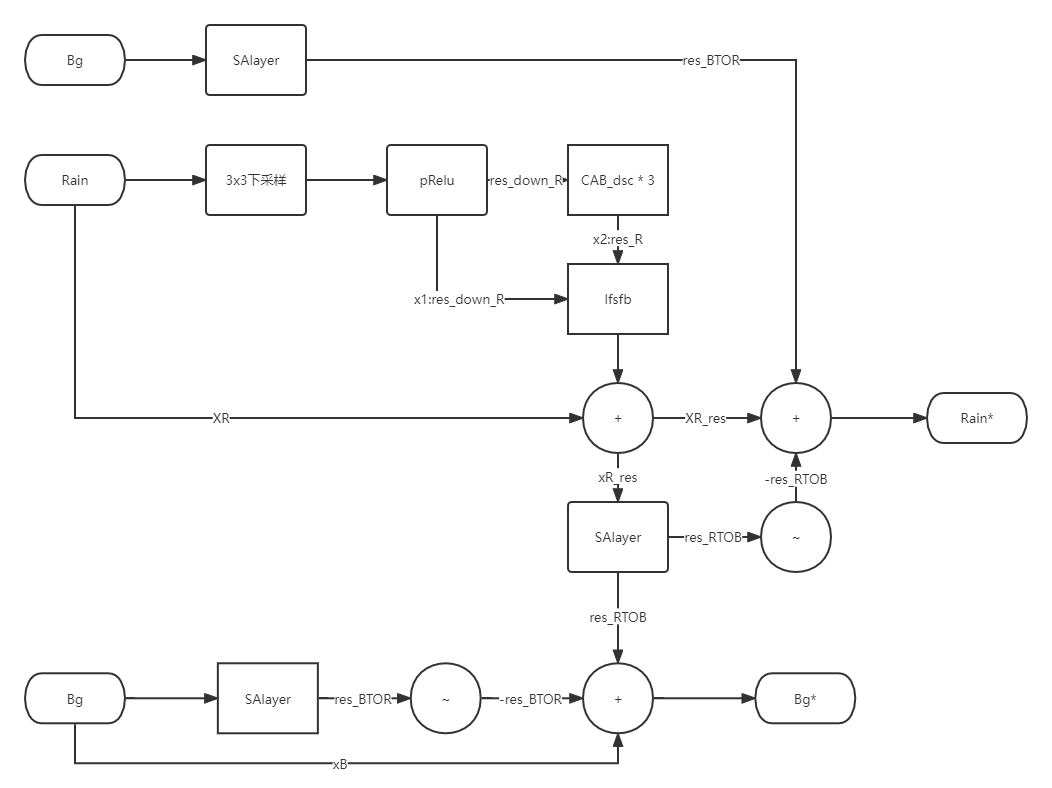 Bg
SAlayer
res_BTOR
Rain
3x3下采样
pRelu
res_down_R
CAB_dsc * 3
x2:res_R
x1:res_down_R
lfsfb
XR
+
XR_res
+
Rain*
xR_res
-res_RTOB
SAlayer
res_RTOB
~
res_RTOB
Bg
SAlayer
res_BTOR
~
-res_BTOR
+
Bg*
xB